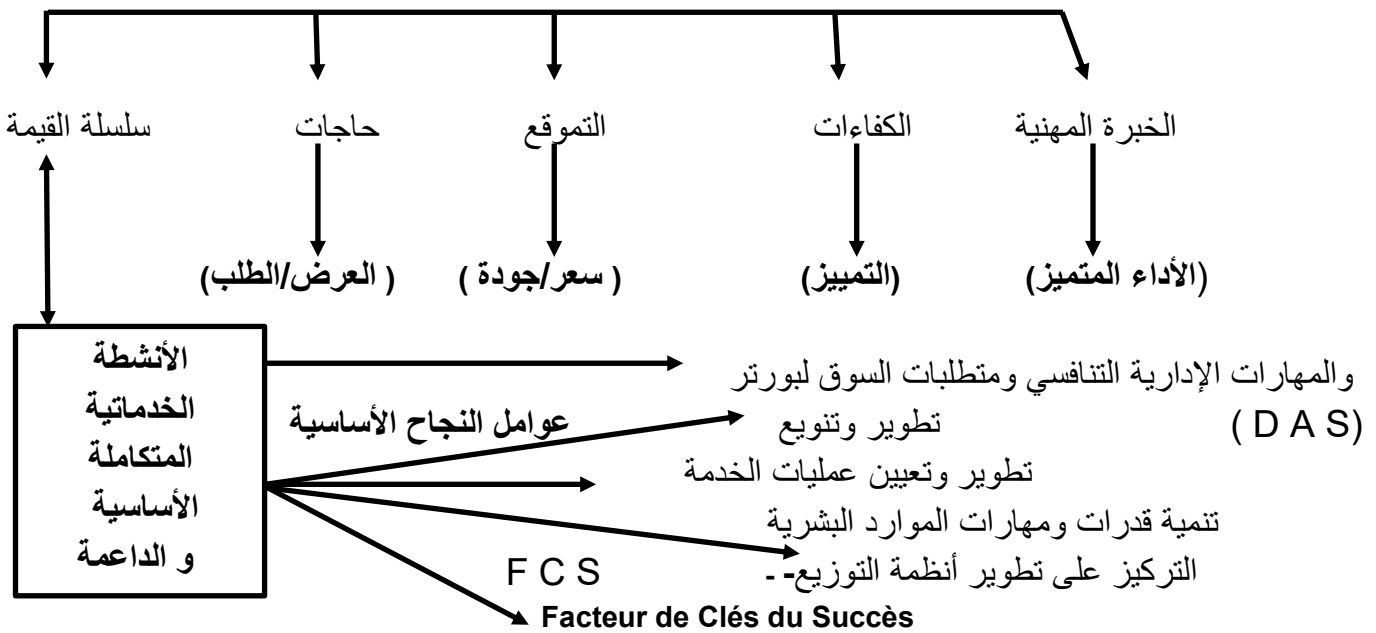 الخبرة المهنية
الكفاءات
التموقع
حاجات
سلسلة القيمة
(الأداء المتميز)
(التمييز)
( سعر/جودة )
( العرض/الطلب)
الأنشطة
الخدماتية
المتكاملة
الأساسية
و الداعمة
عوامل النجاح الأساسية
والمهارات الإدارية التنافسي ومتطلبات السوق لبورتر
( D A S) تطوير وتنويع
تطوير وتعيين عمليات الخدمة
تنمية قدرات ومهارات الموارد البشرية
التركيز على تطوير أنظمة التوزيع- -
F C S
Facteur de Clés du Succès